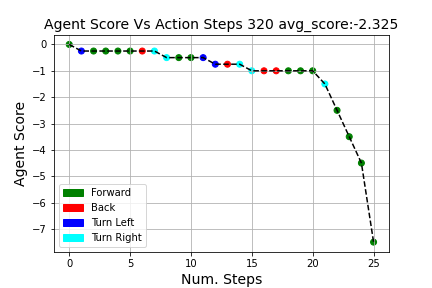 Agent Score Vs Action Steps 320 avg_score:-2.325
Agent Score
0
−1
−2
−3
−4
−5
−6
−7
Forward
Back
Turn Left
Turn Right
0 5 10 15 20 25
Num. Steps